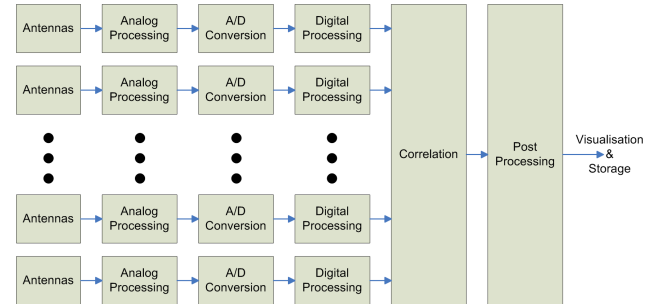 Antennas
Analog
Processing
A/D
Conversion
Digital
Processing
Antennas
Analog
Processing
A/D
Conversion
Digital
Processing
Correlation
Post
Processing
Visualisation
&
Storage
Antennas
Analog
Processing
A/D
Conversion
Digital
Processing
Antennas
Analog
Processing
A/D
Conversion
Digital
Processing